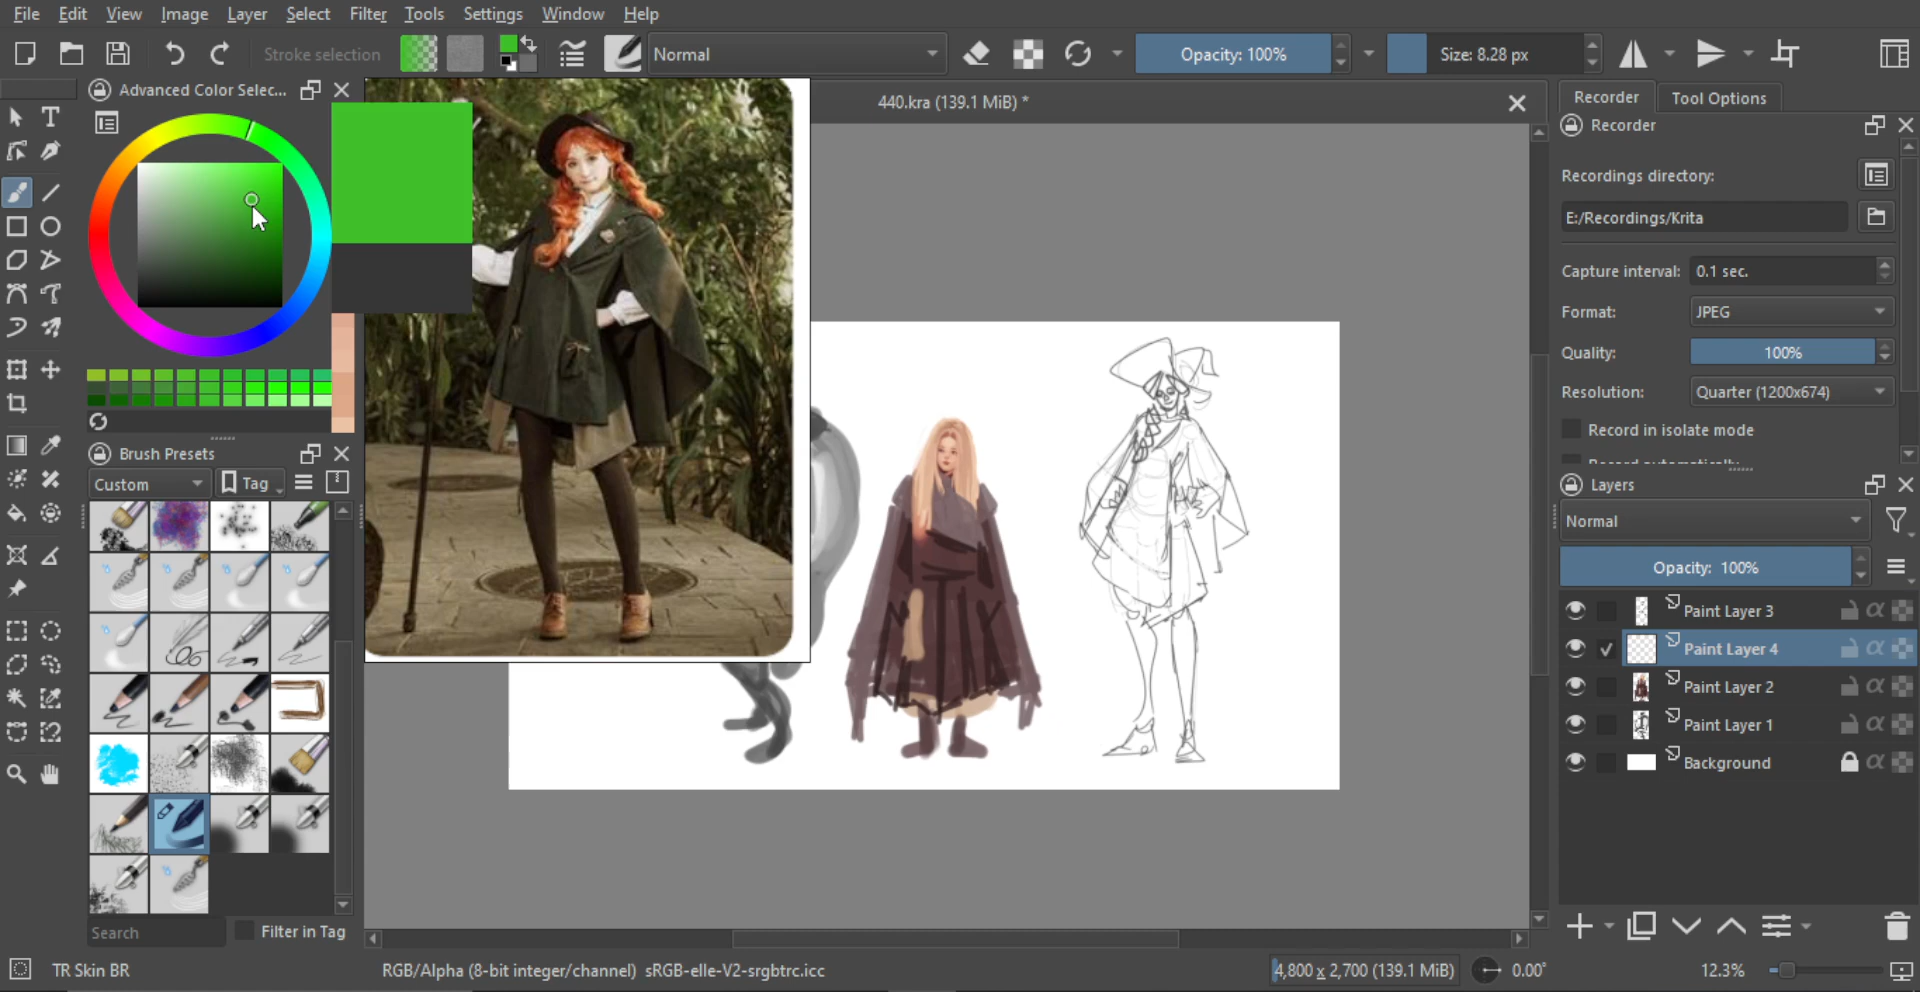 File Edit View Image Layer Select Filter Tools Settings Window Help
Stroke selection
Normal
Opacity: 100%
Size: 8.28 px
Advanced Color Selec...
440.kra (139.1 MiB) *
Recorder
Tool Options
Recorder
Recordings directory:
E:/Recordings/Krita
Capture interval: 0.1 sec.
Format: JPEG
Quality: 100%
Resolution: Quarter (1200x674)
Record in isolate mode
Record automatically
Brush Presets
Custom
Tag
Layers
Normal
Opacity: 100%
Paint Layer 3
Paint Layer 4
Paint Layer 2
Paint Layer 1
Background
Search
Filter in Tag
TR Skin BR
RGB/Alpha (8-bit integer/channel) sRGB-elle-V2-srgbtrc.icc
4,800 x 2,700 (139.1 MiB)
0.00°
12.3%